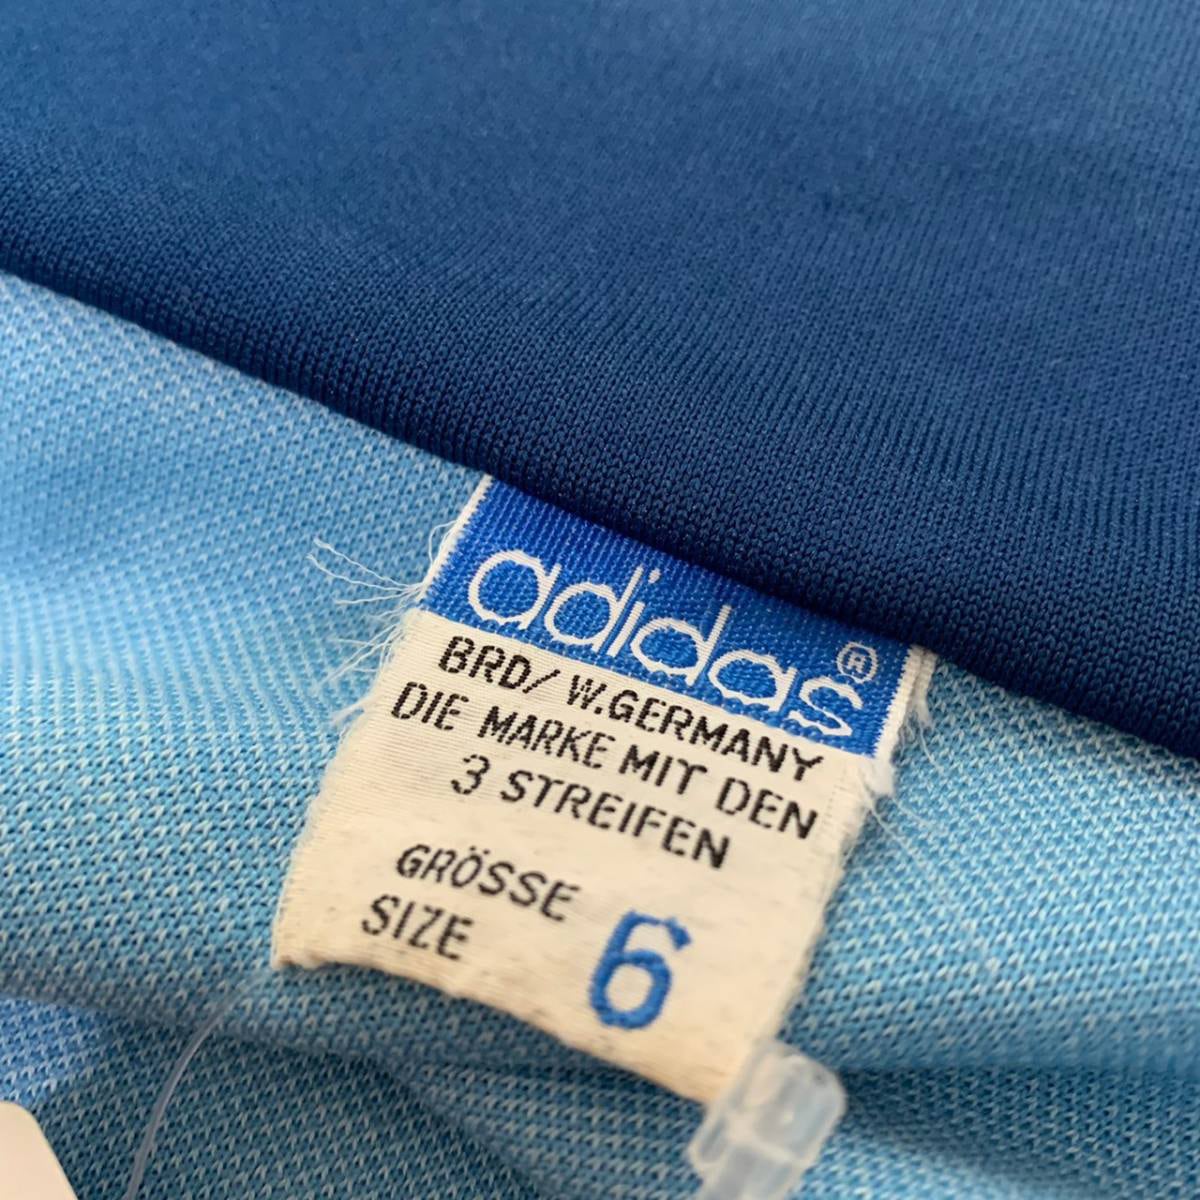 adidas®
BRD/W.GERMANY
DIE MARKE MIT DEN
3 STREIFEN
GRÖSSE
SIZE 6